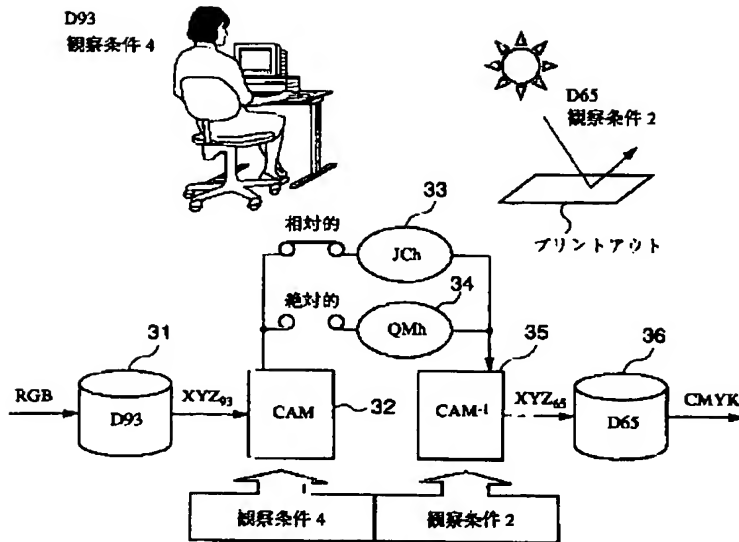 D93
観察条件 4
D65
観察条件 2
プリントアウト
33
相対的
JCh
34
絶対的
QMh
31
35
36
RGB
D93
XYZ93
CAM
32
CAM-1
XYZ65
D65
CMYK
観察条件 4
観察条件 2